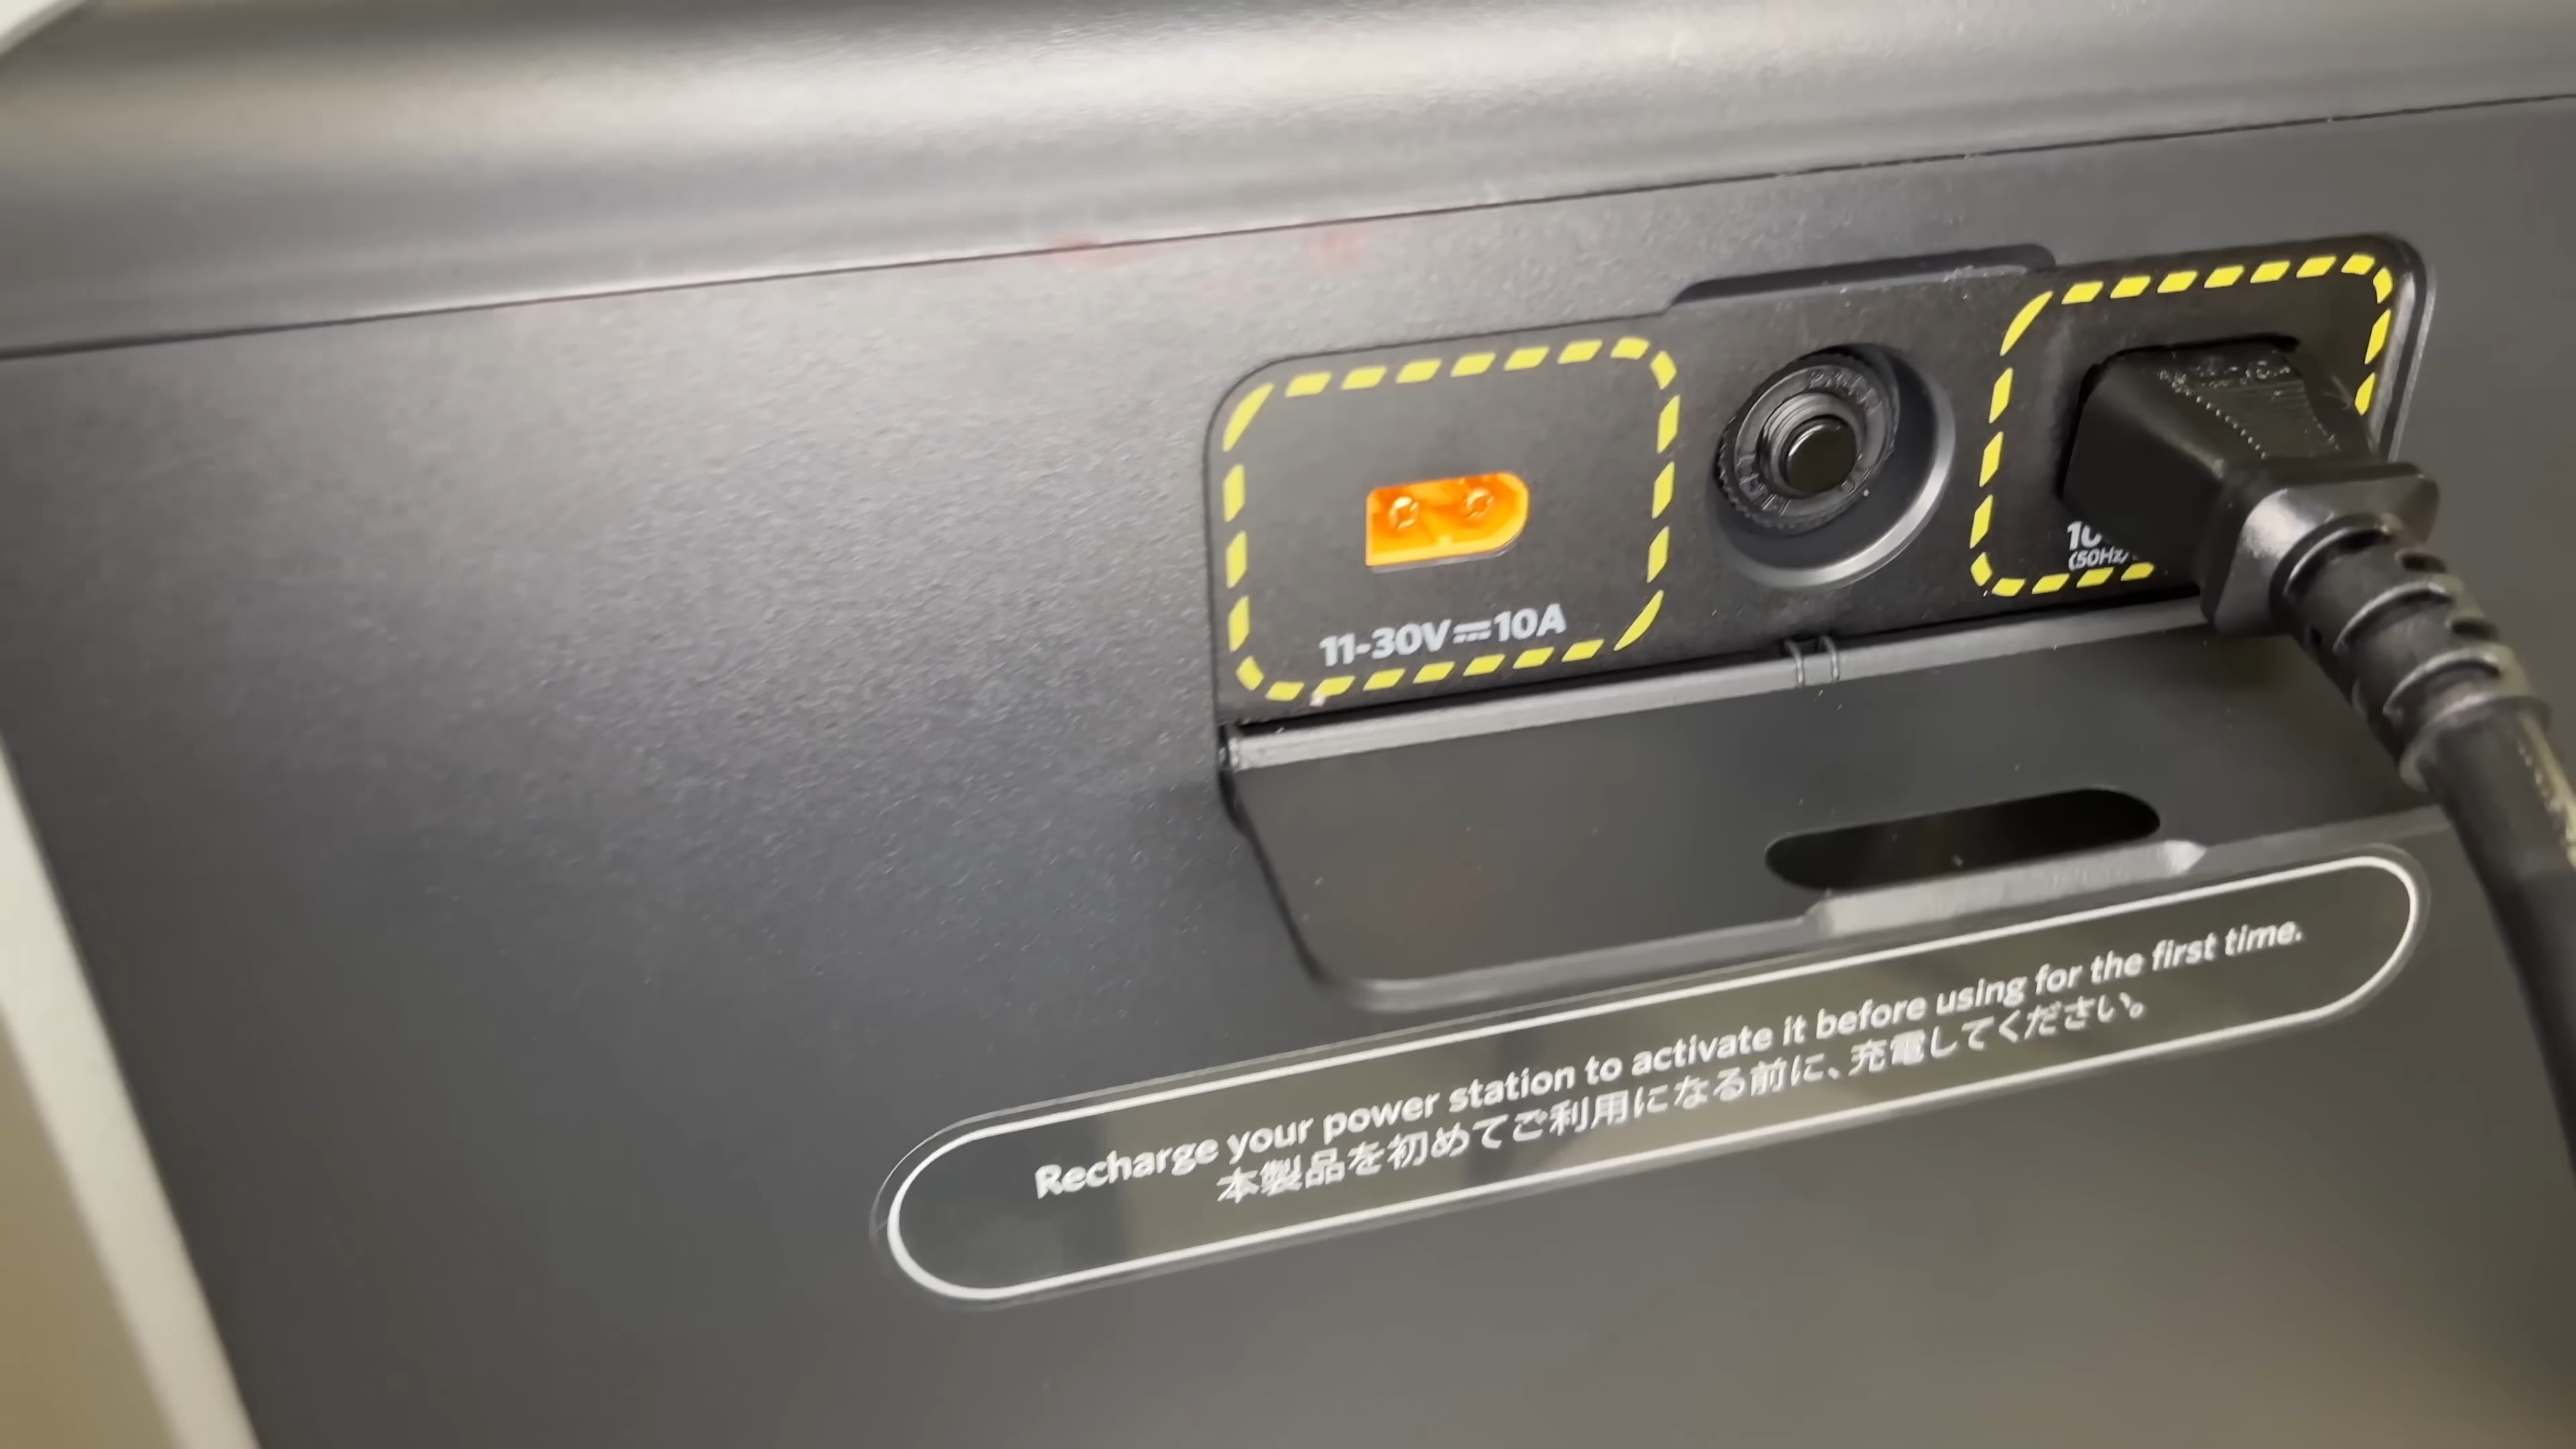 11-30V⎓10A
(50Hz/
Recharge your power station to activate it before using for the first time.
本製品を初めてご利用になる前に、充電してください。